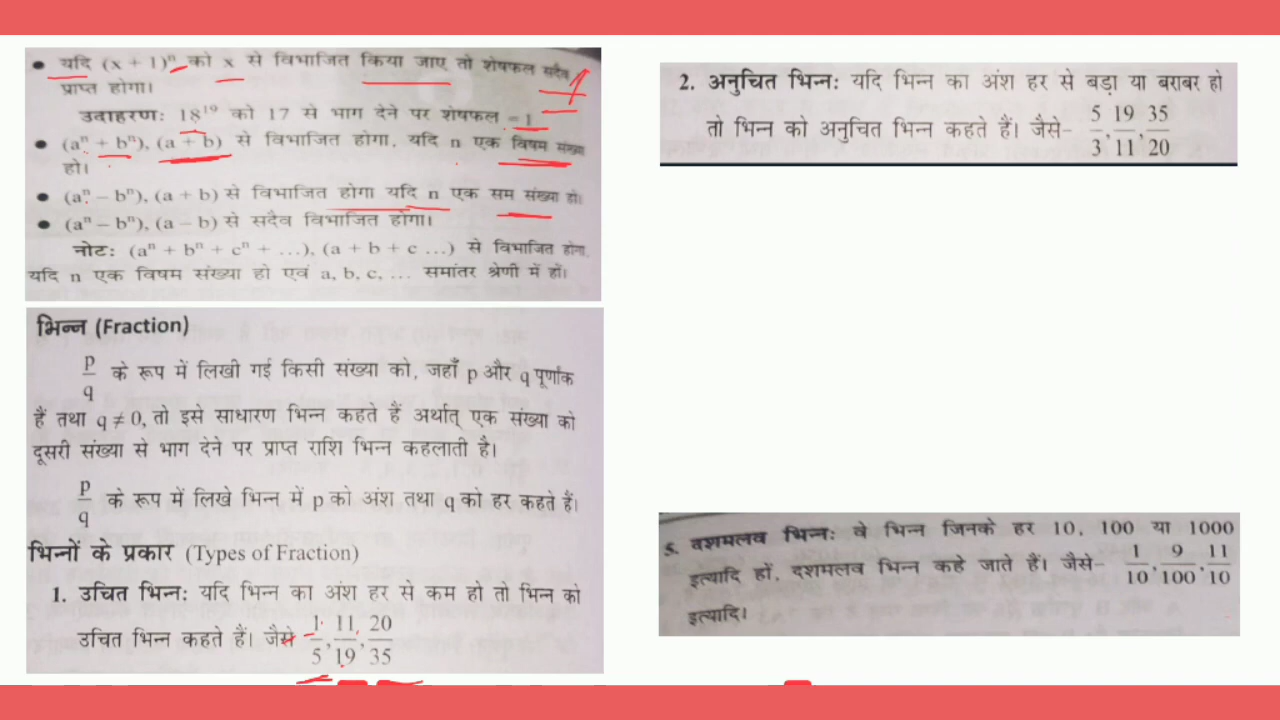 • यदि (x + 1)ⁿ को x से विभाजित किया जाए तो शेषफल सदैव 1
प्राप्त होगा।
उदाहरण: 18¹⁹ को 17 से भाग देने पर शेषफल = 1
• (aⁿ + bⁿ), (a + b) से विभाजित होगा, यदि n एक विषम संख्या
हो।
• (aⁿ – bⁿ), (a + b) से विभाजित होगा यदि n एक सम संख्या हो।
• (aⁿ – bⁿ), (a – b) से सदैव विभाजित होगा।
नोट: (aⁿ + bⁿ + cⁿ + ...), (a + b + c ...) से विभाजित होगा,
यदि n एक विषम संख्या हो एवं a, b, c, ... समांतर श्रेणी में हों।
भिन्न (Fraction)
p/q के रूप में लिखी गई किसी संख्या को, जहाँ p और q पूर्णांक
हैं तथा q ≠ 0, तो इसे साधारण भिन्न कहते हैं अर्थात् एक संख्या को
दूसरी संख्या से भाग देने पर प्राप्त राशि भिन्न कहलाती है।
p/q के रूप में लिखे भिन्न में p को अंश तथा q को हर कहते हैं।
भिन्नों के प्रकार (Types of Fraction)
1. उचित भिन्न: यदि भिन्न का अंश हर से कम हो तो भिन्न को
उचित भिन्न कहते हैं। जैसे– 1/5, 11/19, 20/35
2. अनुचित भिन्न: यदि भिन्न का अंश हर से बड़ा या बराबर हो
तो भिन्न को अनुचित भिन्न कहते हैं। जैसे– 5/3, 19/11, 35/20
5. दशमलव भिन्न: वे भिन्न जिनके हर 10, 100 या 1000
इत्यादि हों, दशमलव भिन्न कहे जाते हैं। जैसे– 1/10, 9/100, 11/10
इत्यादि।